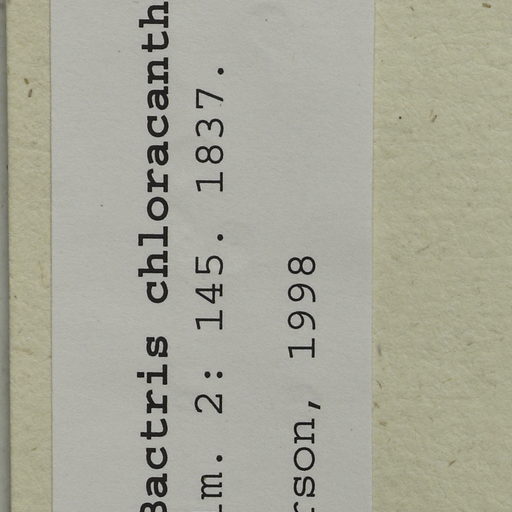 Bactris chloracanth
m. 2: 145. 1837.
rson, 1998